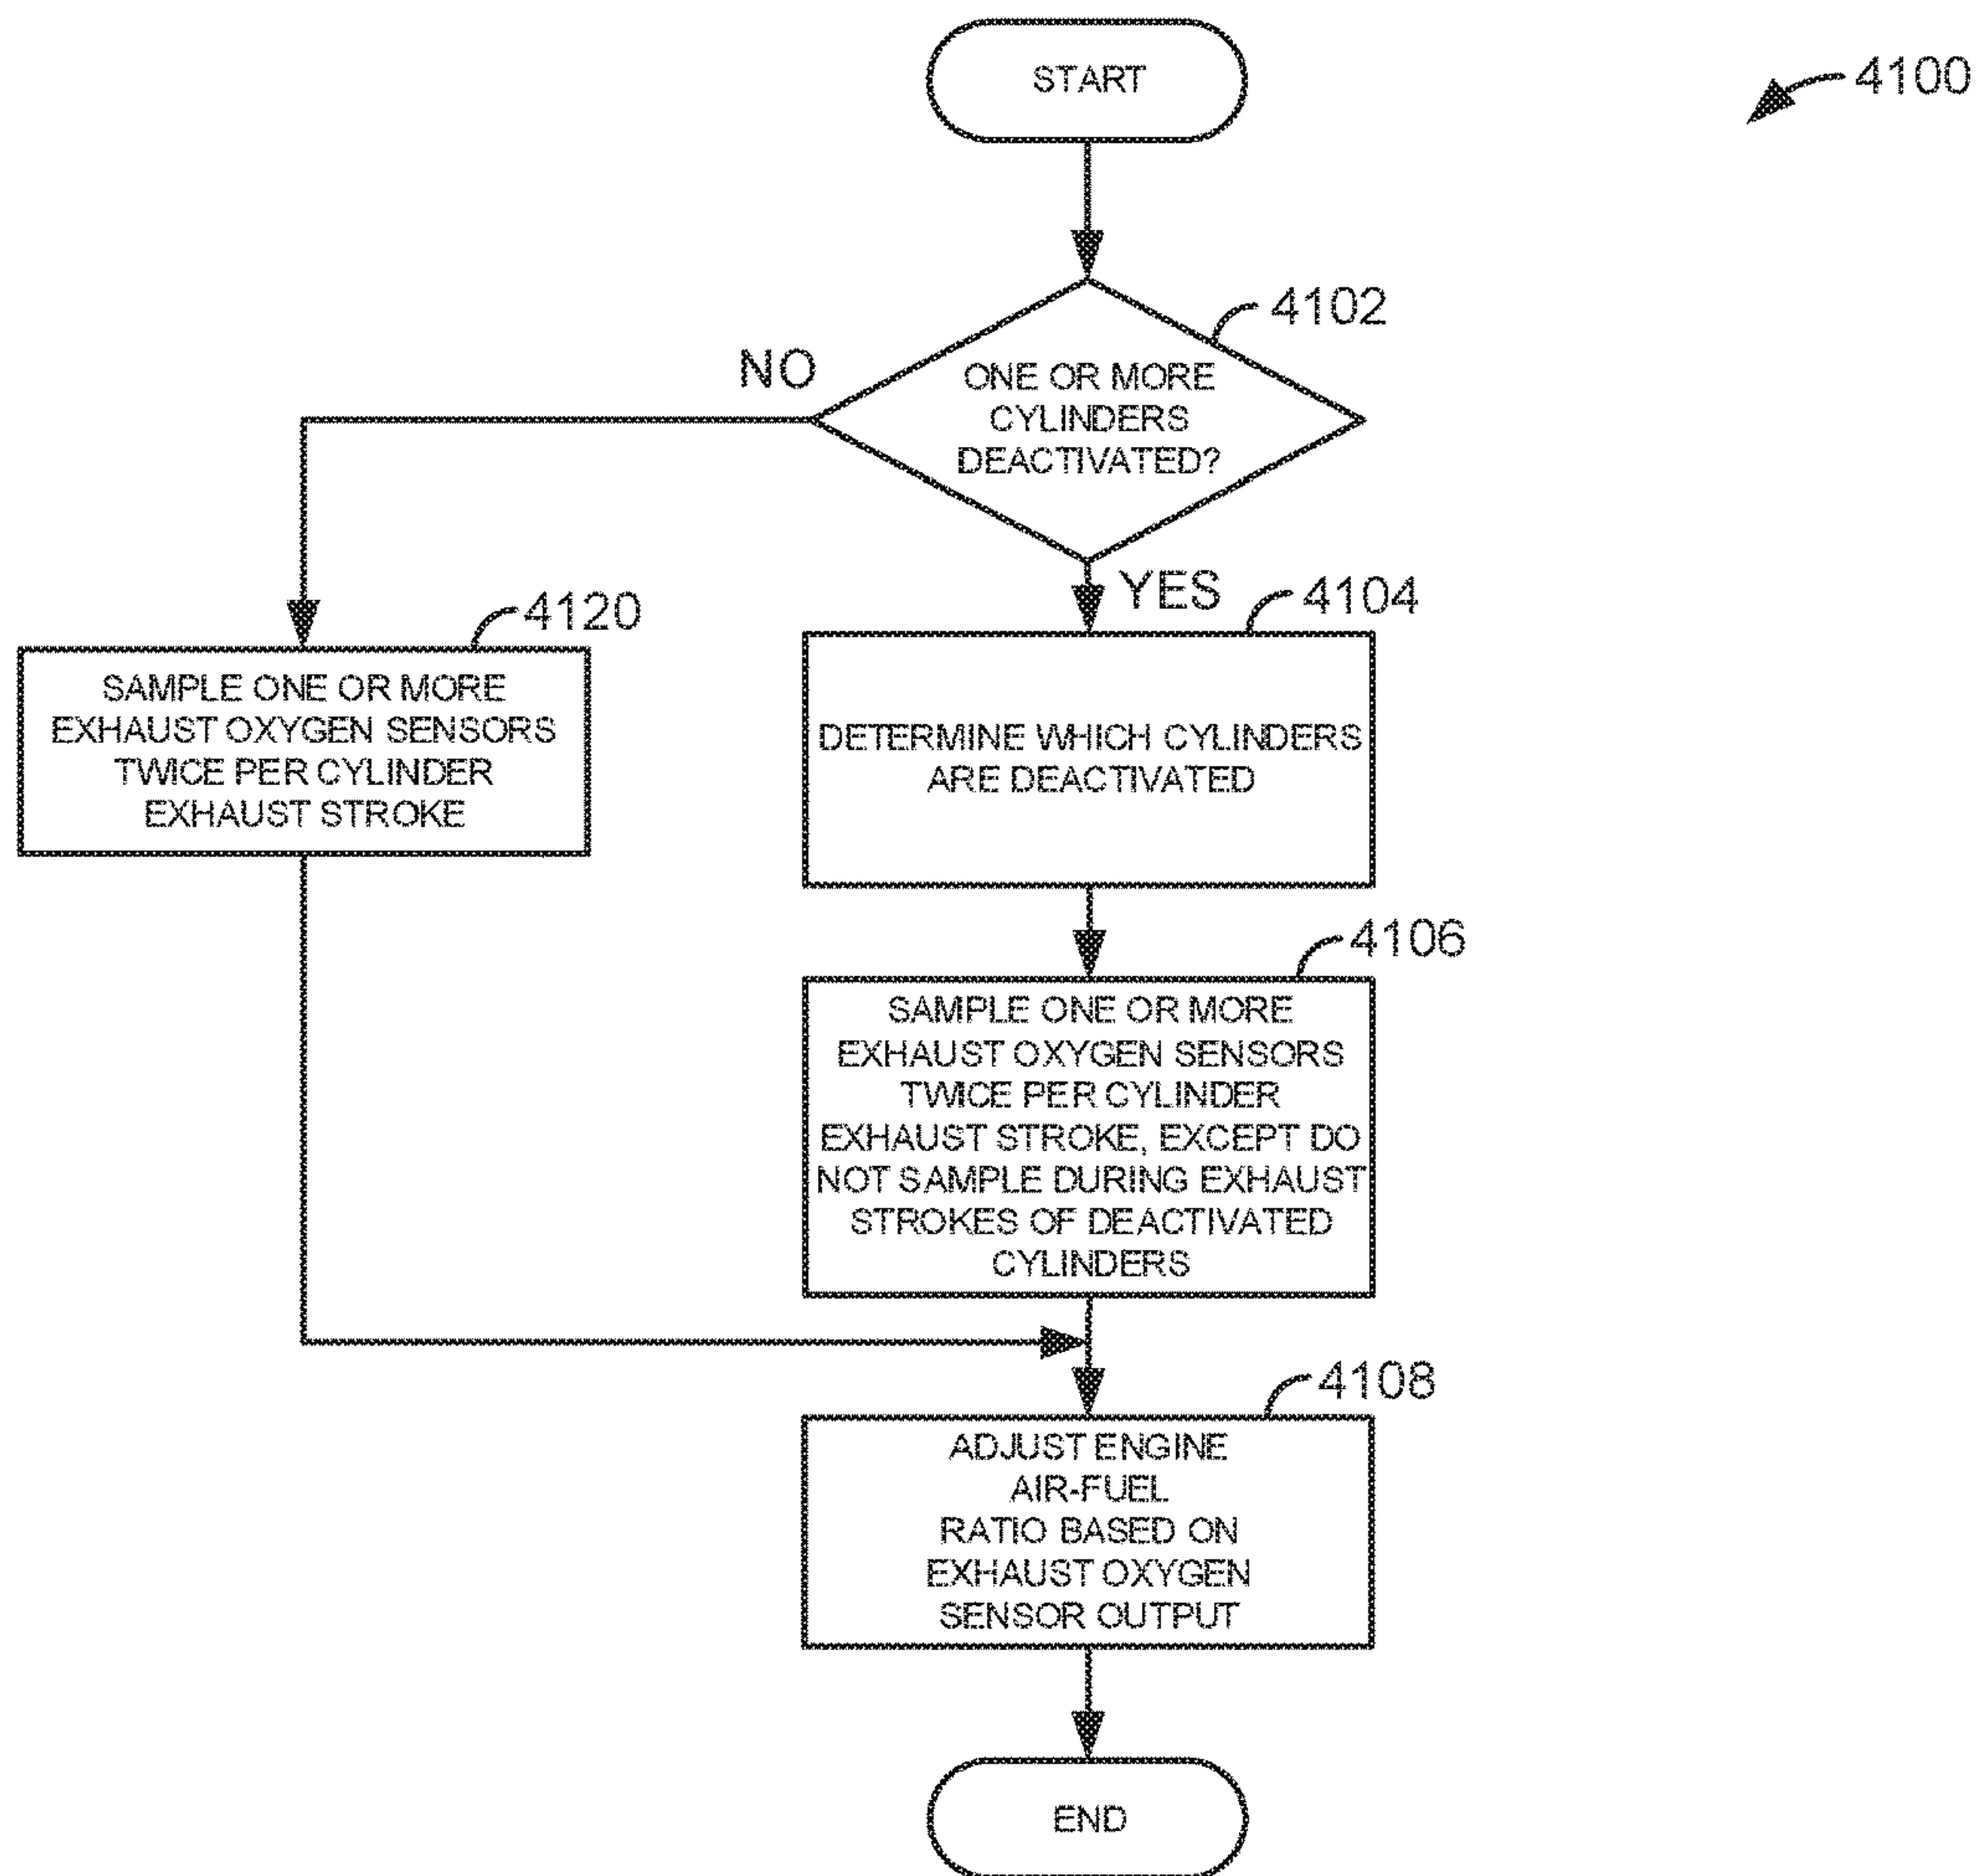 START
4100
4102
NO
ONE OR MORE
CYLINDERS
DEACTIVATED?
YES
4120
SAMPLE ONE OR MORE
EXHAUST OXYGEN SENSORS
TWICE PER CYLINDER
EXHAUST STROKE
4104
DETERMINE WHICH CYLINDERS
ARE DEACTIVATED
4106
SAMPLE ONE OR MORE
EXHAUST OXYGEN SENSORS
TWICE PER CYLINDER
EXHAUST STROKE, EXCEPT DO
NOT SAMPLE DURING EXHAUST
STROKES OF DEACTIVATED
CYLINDERS
4108
ADJUST ENGINE
AIR-FUEL
RATIO BASED ON
EXHAUST OXYGEN
SENSOR OUTPUT
END